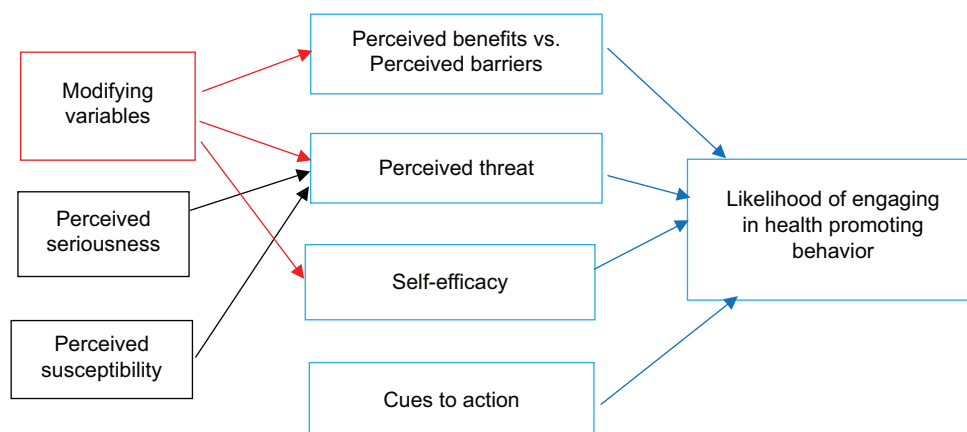 Modifying
variables
Perceived
seriousness
Perceived
susceptibility
Perceived benefits vs.
Perceived barriers
Perceived threat
Self-efficacy
Cues to action
Likelihood of engaging
in health promoting
behavior